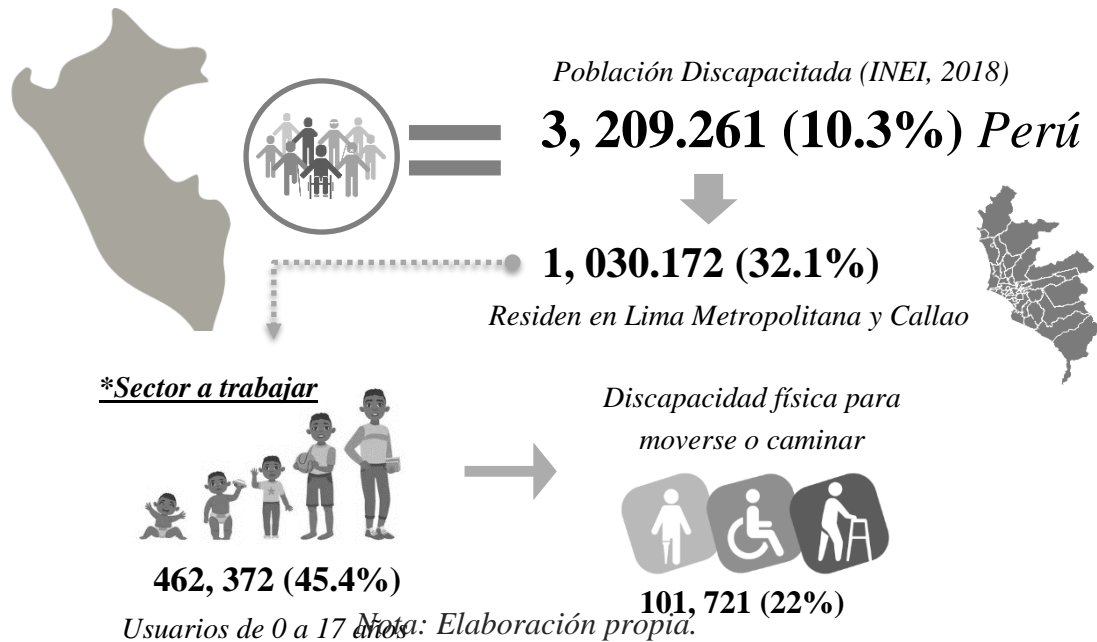 Población Discapacitada (INEI, 2018)
3, 209.261 (10.3%) Perú
1, 030.172 (32.1%)
Residen en Lima Metropolitana y Callao
*Sector a trabajar
462, 372 (45.4%)
Usuarios de 0 a 17 años
Discapacidad física para
moverse o caminar
101, 721 (22%)
Nota: Elaboración propia.